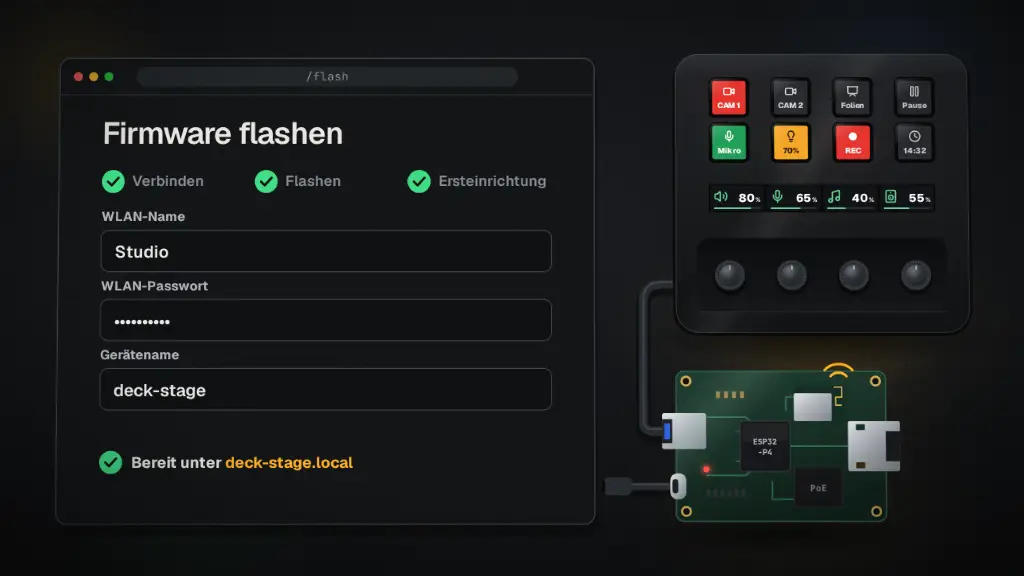 /flash
Firmware flashen
Verbinden
Flashen
Ersteinrichtung
WLAN-Name
Studio
WLAN-Passwort
••••••••••
Gerätename
deck-stage
Bereit unter deck-stage.local
CAM 1
CAM 2
Folien
Pause
Mikro
70%
REC
14:32
80%
65%
40%
55%
ESP32
-P4
PoE